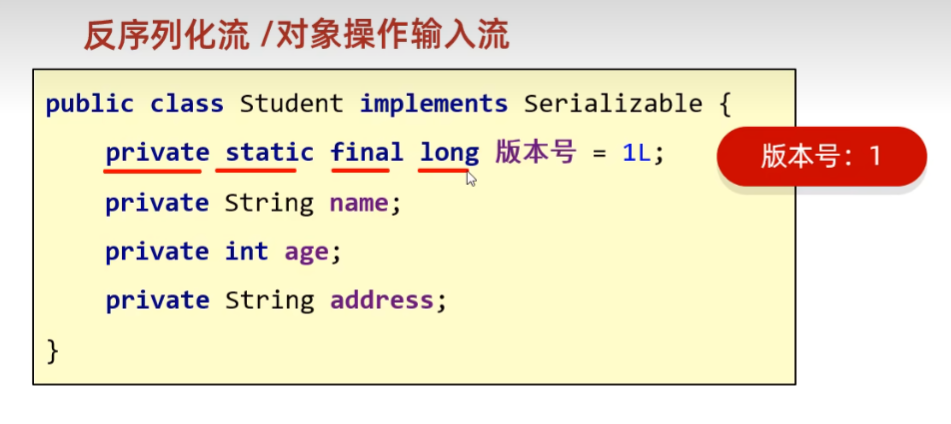 反序列化流 /对象操作输入流
public class Student implements Serializable {
private static final long 版本号 = 1L;
版本号：1
private String name;
private int age;
private String address;
}